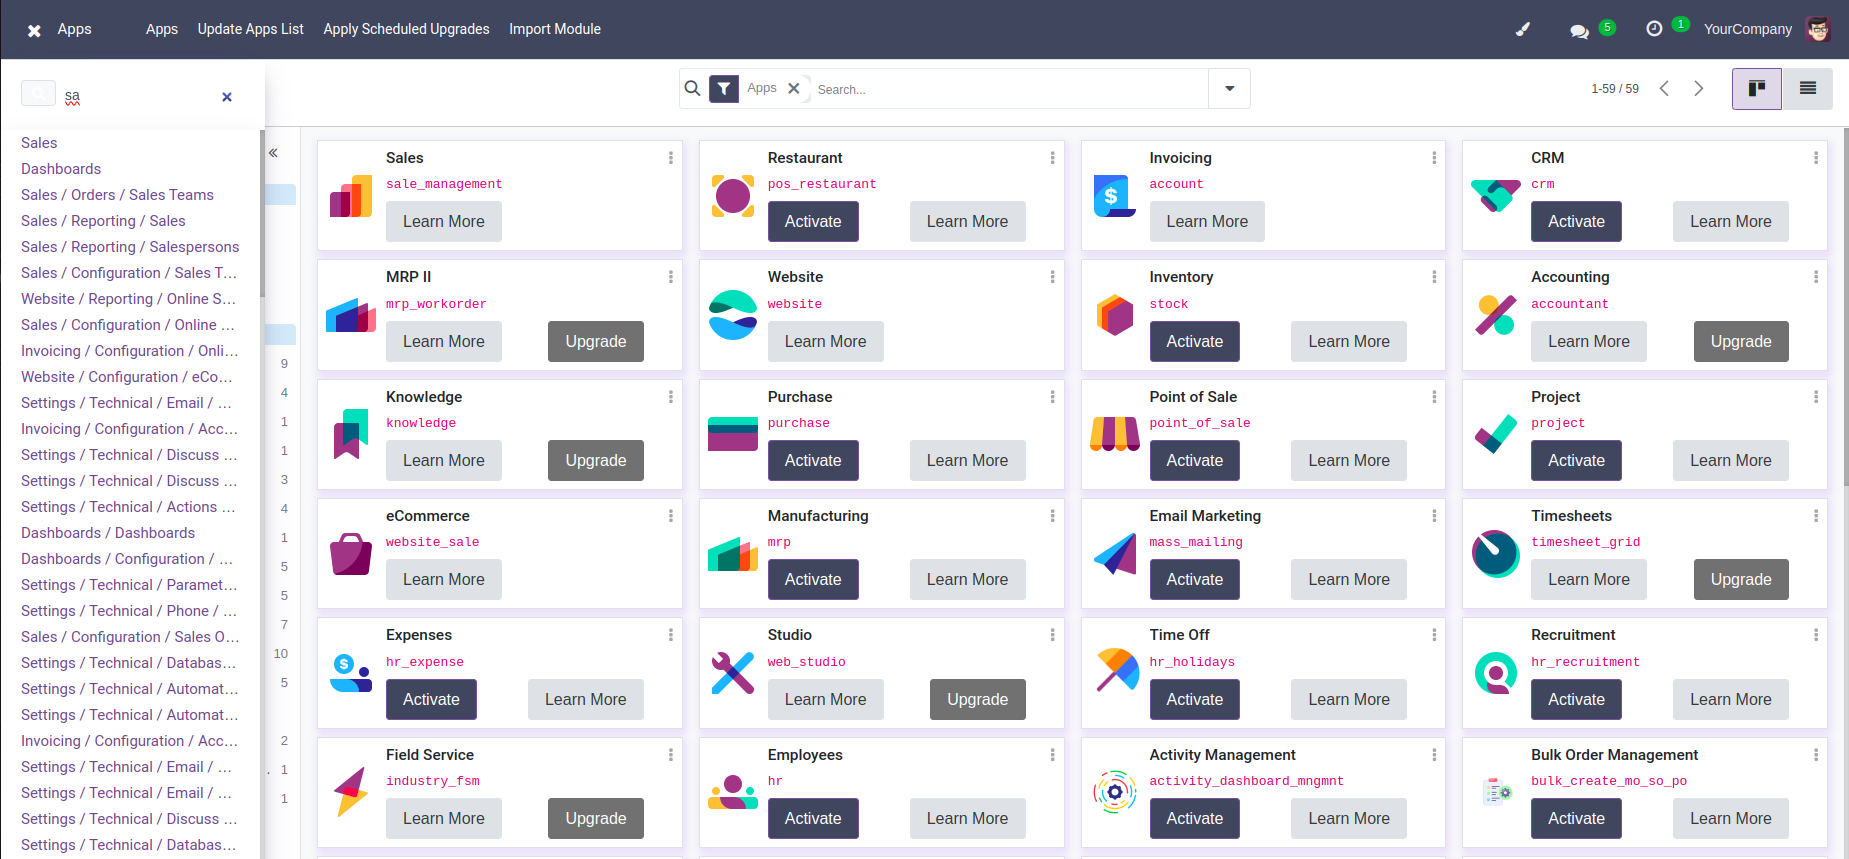 Apps
Apps
Update Apps List
Apply Scheduled Upgrades
Import Module
5
1
YourCompany
sa
Apps
Search...
1-59 / 59
Sales
Dashboards
Sales / Orders / Sales Teams
Sales / Reporting / Sales
Sales / Reporting / Salespersons
Sales / Configuration / Sales T...
Website / Reporting / Online S...
Sales / Configuration / Online ...
Invoicing / Configuration / Onli...
Website / Configuration / eCo...
Settings / Technical / Email / ...
Invoicing / Configuration / Acc...
Settings / Technical / Discuss ...
Settings / Technical / Discuss ...
Settings / Technical / Actions ...
Dashboards / Dashboards
Dashboards / Configuration / ...
Settings / Technical / Paramet...
Settings / Technical / Phone / ...
Sales / Configuration / Sales O...
Settings / Technical / Databas...
Settings / Technical / Automat...
Settings / Technical / Automat...
Invoicing / Configuration / Acc...
Settings / Technical / Email / ...
Settings / Technical / Email / ...
Settings / Technical / Discuss ...
Settings / Technical / Databas...
9
4
1
1
3
4
1
5
5
7
10
5
2
1
1
Sales
sale_management
Learn More
Restaurant
pos_restaurant
Activate
Learn More
Invoicing
account
Learn More
CRM
crm
Activate
Learn More
MRP II
mrp_workorder
Learn More
Upgrade
Website
website
Learn More
Inventory
stock
Activate
Learn More
Accounting
accountant
Learn More
Upgrade
Knowledge
knowledge
Learn More
Upgrade
Purchase
purchase
Activate
Learn More
Point of Sale
point_of_sale
Activate
Learn More
Project
project
Activate
Learn More
eCommerce
website_sale
Learn More
Manufacturing
mrp
Activate
Learn More
Email Marketing
mass_mailing
Activate
Learn More
Timesheets
timesheet_grid
Learn More
Upgrade
Expenses
hr_expense
Activate
Learn More
Studio
web_studio
Learn More
Upgrade
Time Off
hr_holidays
Activate
Learn More
Recruitment
hr_recruitment
Activate
Learn More
Field Service
industry_fsm
Learn More
Upgrade
Employees
hr
Activate
Learn More
Activity Management
activity_dashboard_mngmnt
Activate
Learn More
Bulk Order Management
bulk_create_mo_so_po
Activate
Learn More